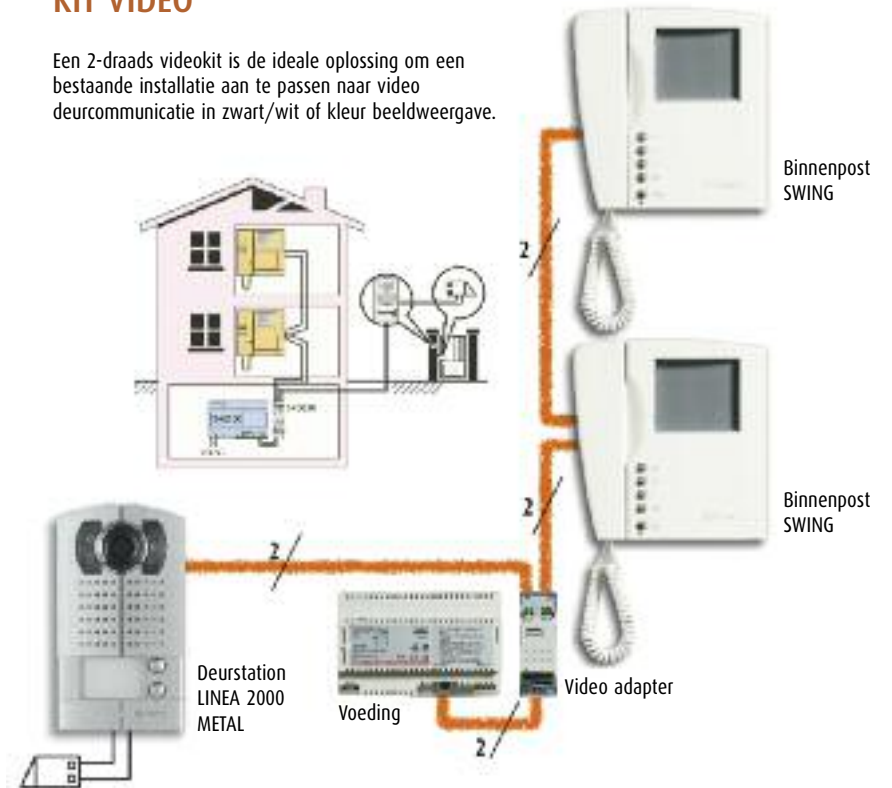 KIT VIDEO
Een 2-draads videokit is de ideale oplossing om een
bestaande installatie aan te passen naar video
deurcommunicatie in zwart/wit of kleur beeldweergave.
Binnenpost
SWING
2
Binnenpost
SWING
2
2
Deurstation
LINEA 2000
METAL
Voeding
Video adapter
2